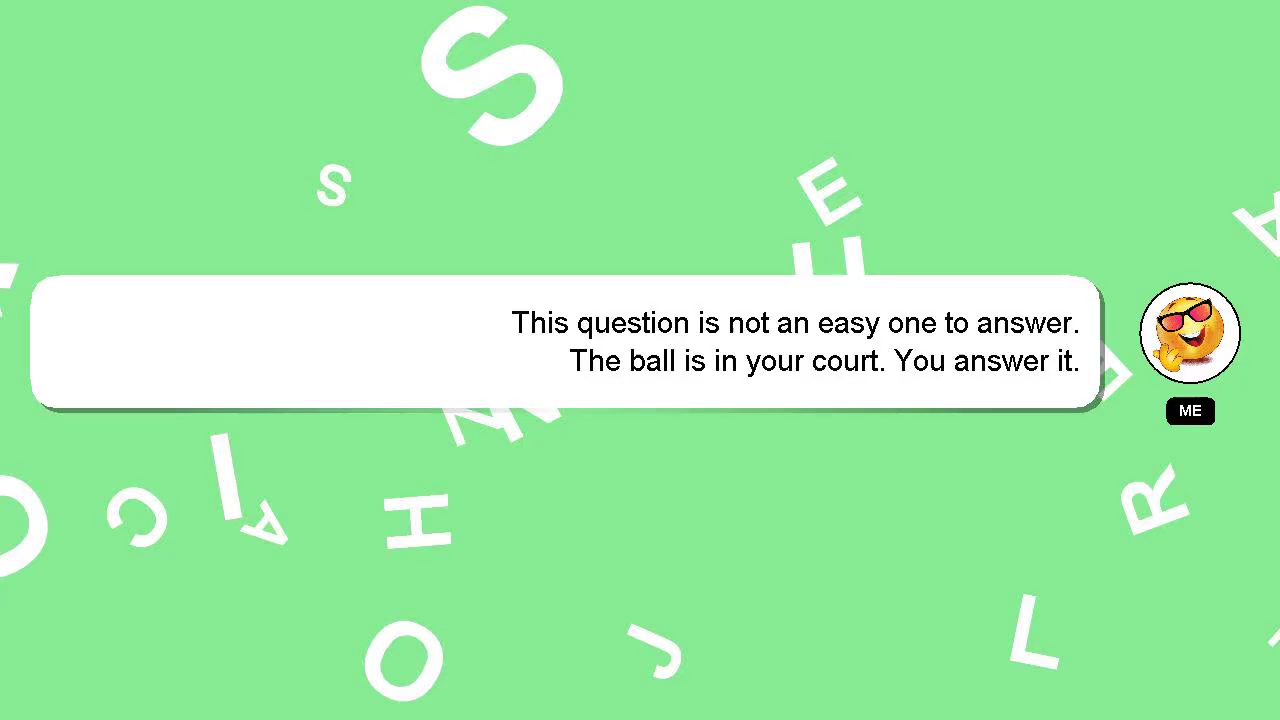 This question is not an easy one to answer.
The ball is in your court. You answer it.
ME
S
S
E
A
N
I
C
A
H
O
R
O
J
L